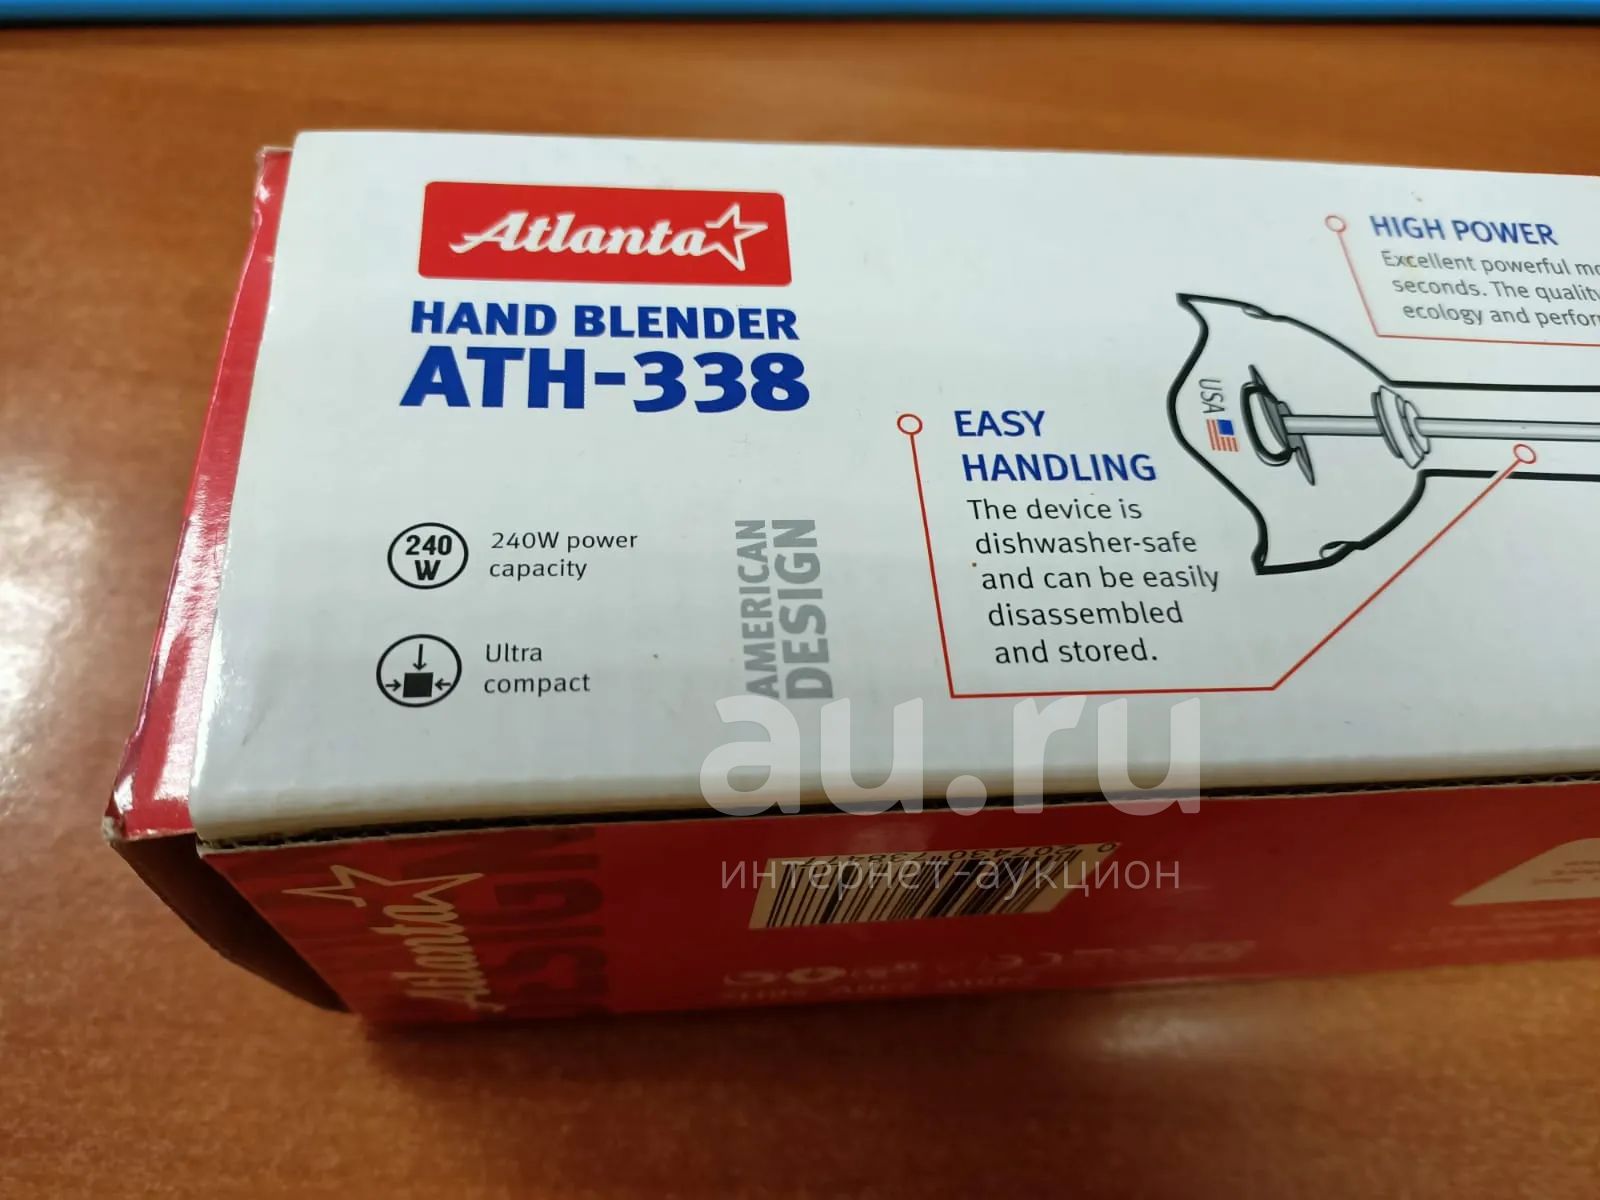 Atlanta
HAND BLENDER
ATH-338
240
W
240W power
capacity
Ultra
compact
AMERICAN
DESIGN
EASY
HANDLING
The device is
dishwasher-safe
and can be easily
disassembled
and stored.
HIGH POWER
Excellent powerful
seconds. The quality
ecology and
USA
au.ru
интернет-аукцион
Atlanta